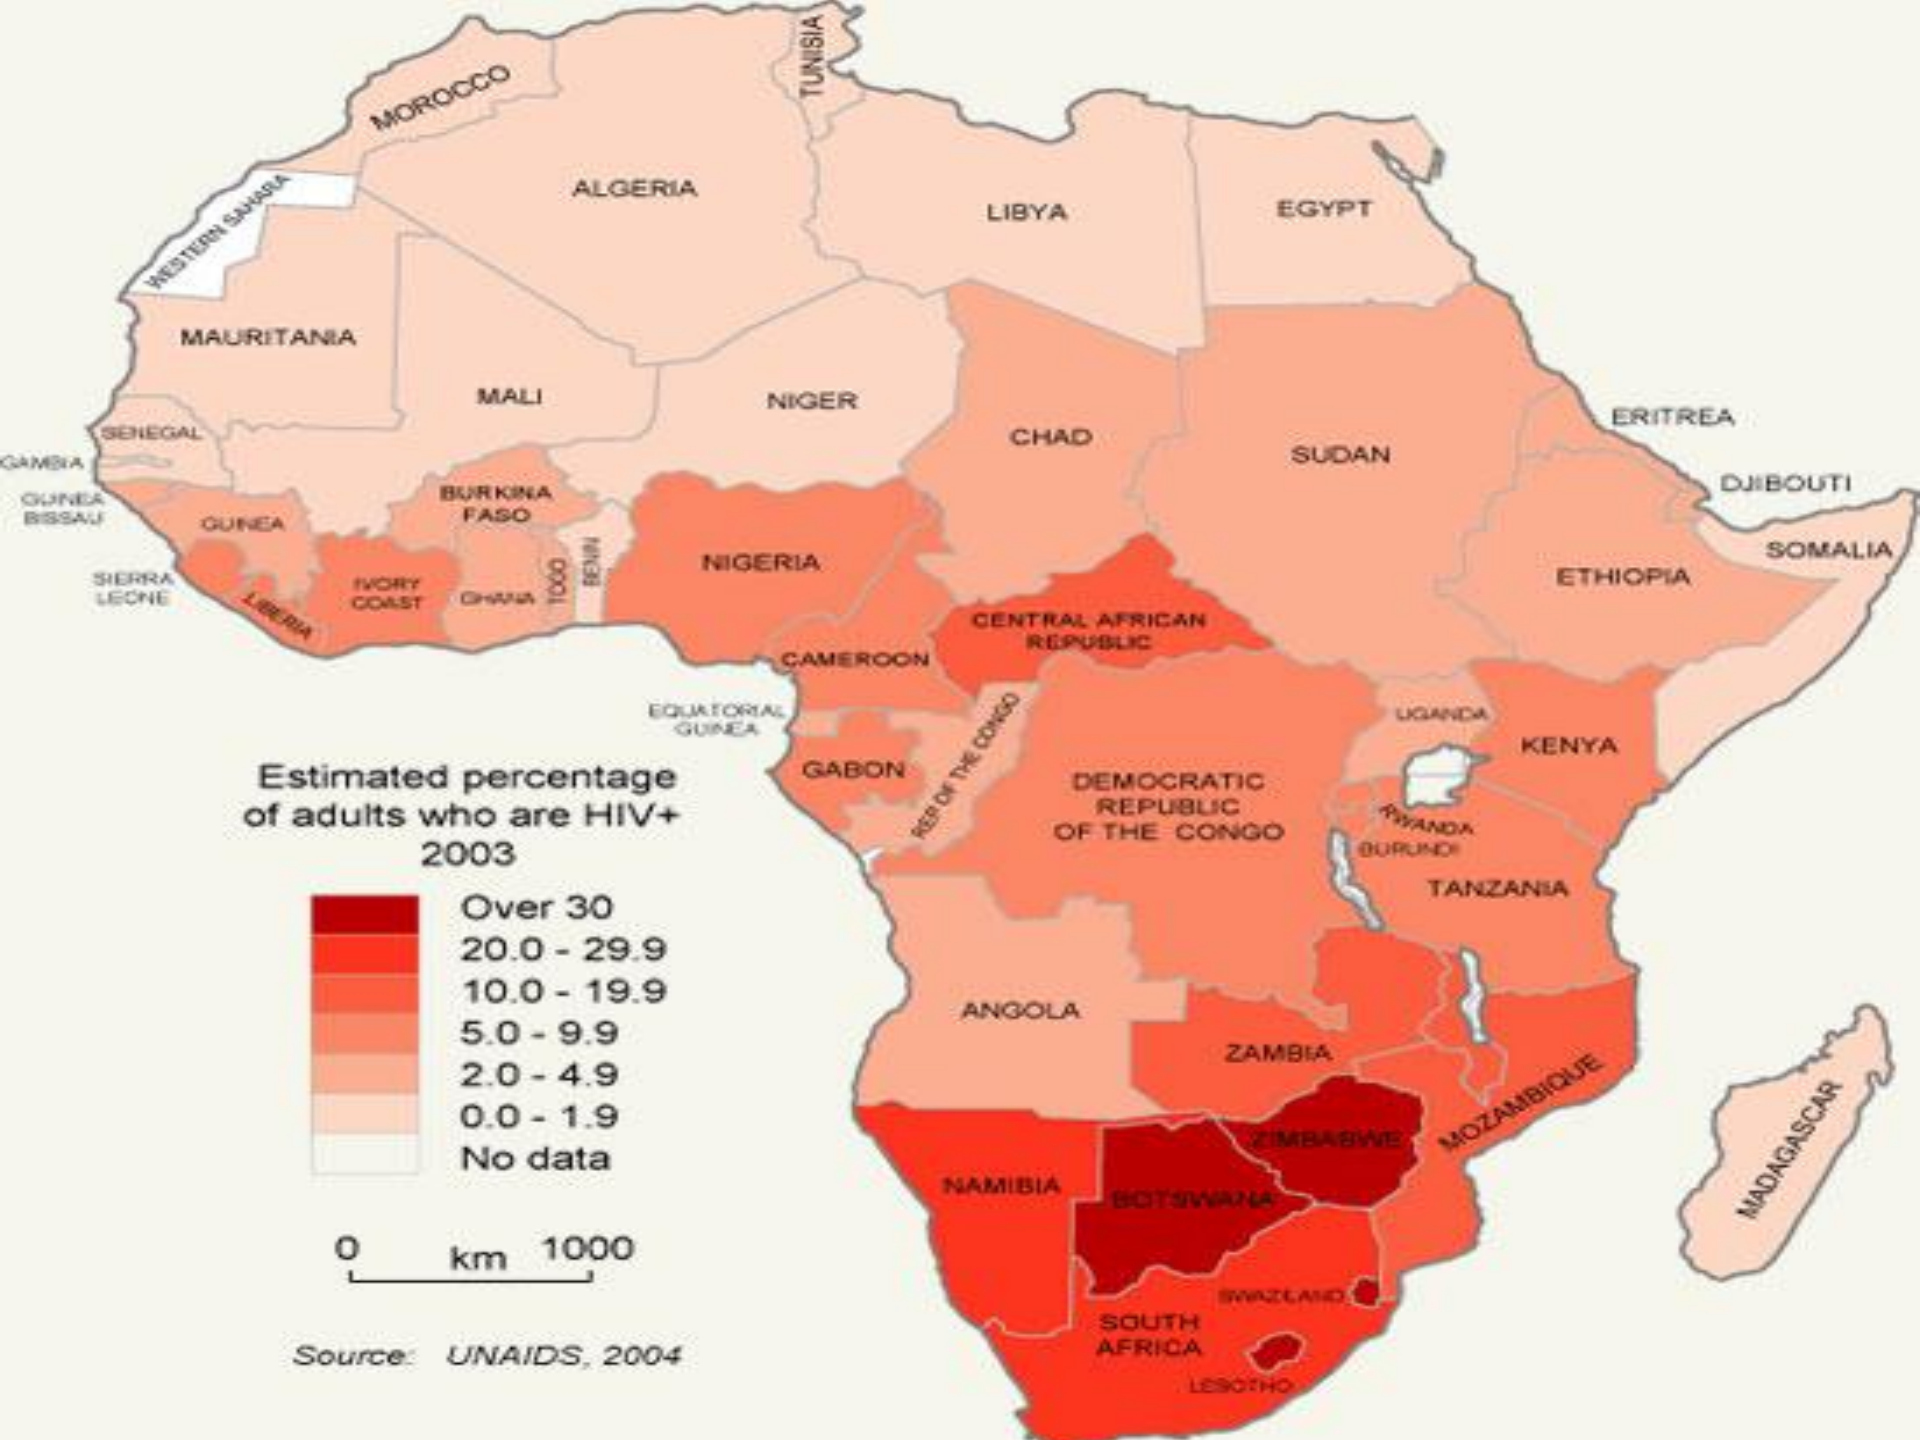 TUNISIA
MOROCCO
ALGERIA
LIBYA
EGYPT
WESTERN SAHARA
MAURITANIA
MALI
NIGER
CHAD
SUDAN
ERITREA
SENEGAL
GAMBIA
DJIBOUTI
GUINEA
BISSAU
BURKINA
FASO
GUINEA
NIGERIA
SOMALIA
ETHIOPIA
SIERRA
LEONE
LIBERIA
IVORY
COAST
GHANA
TOGO
BENIN
CENTRAL AFRICAN
REPUBLIC
CAMEROON
EQUATORIAL
GUINEA
UGANDA
KENYA
GABON
REP OF THE CONGO
DEMOCRATIC
REPUBLIC
OF THE CONGO
RWANDA
BURUNDI
TANZANIA
ANGOLA
ZAMBIA
MOZAMBIQUE
ZIMBABWE
MADAGASCAR
NAMIBIA
BOTSWANA
SWAZILAND
SOUTH
AFRICA
LESOTHO
Estimated percentage
of adults who are HIV+
2003
Over 30
20.0 - 29.9
10.0 - 19.9
5.0 - 9.9
2.0 - 4.9
0.0 - 1.9
No data
0 km 1000
Source: UNAIDS, 2004